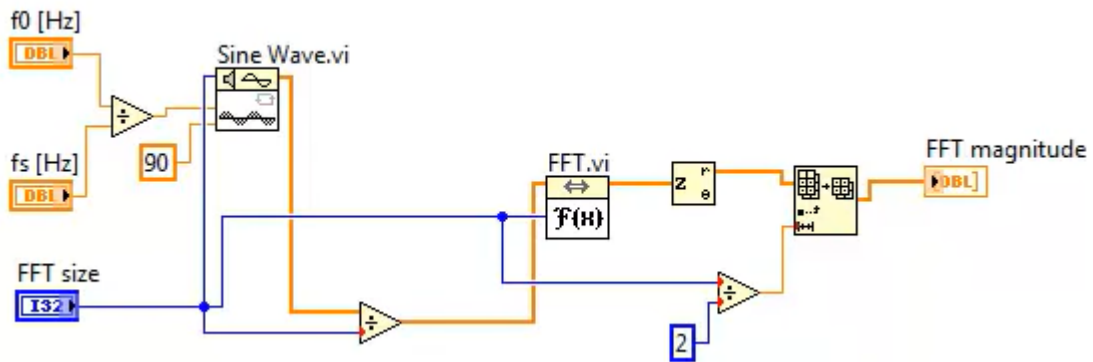 f0 [Hz]
DBL
Sine Wave.vi
÷
fs [Hz]
DBL
90
FFT.vi
ℱ(x)
z
r
θ
FFT magnitude
DBL]
FFT size
I32
÷
÷
2